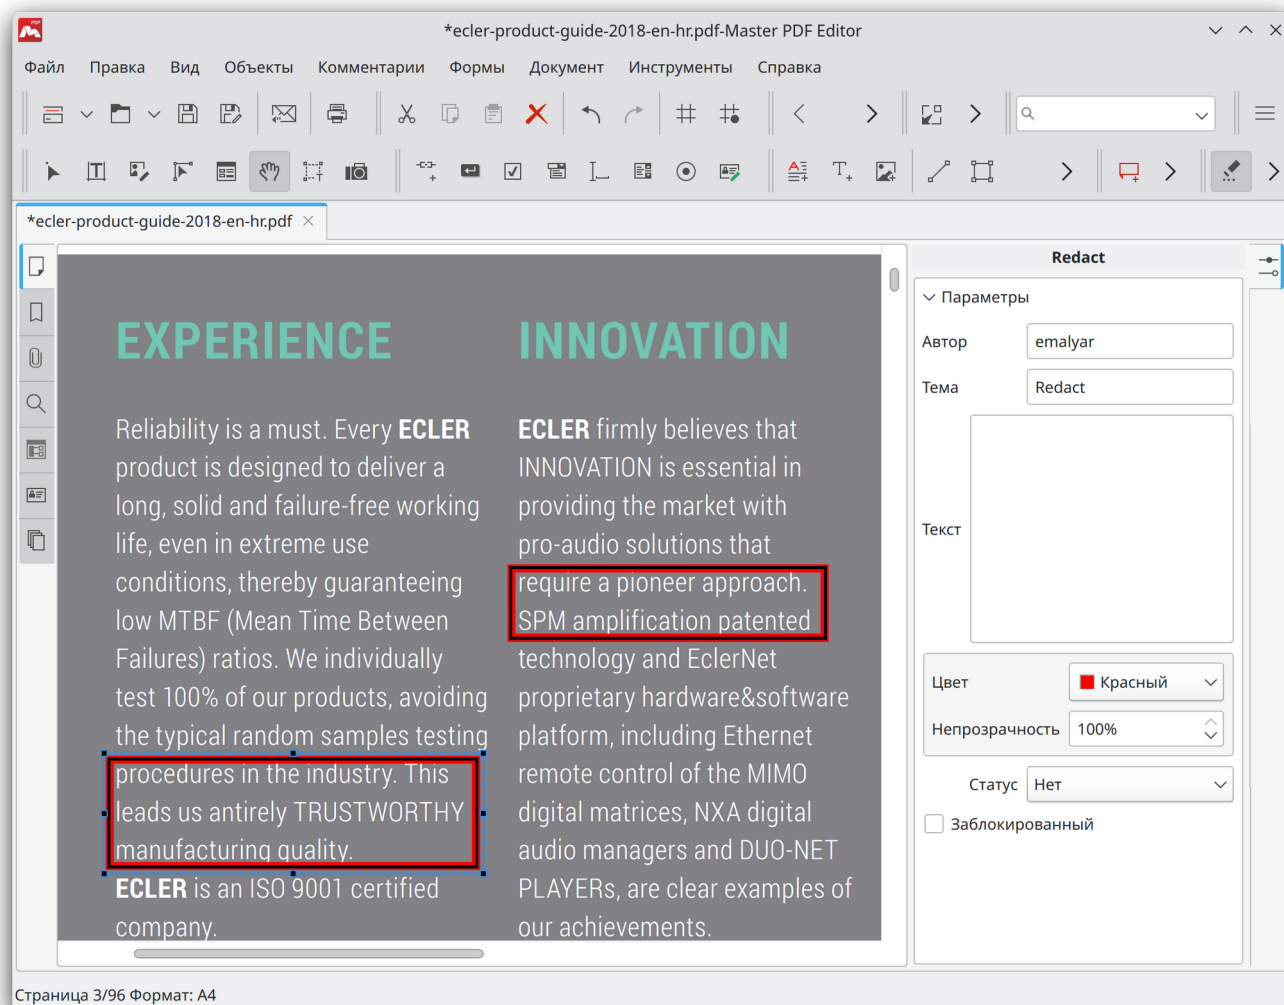 *ecler-product-guide-2018-en-hr.pdf-Master PDF Editor
Файл Правка Вид Объекты Комментарии Формы Документ Инструменты Справка
*ecler-product-guide-2018-en-hr.pdf
EXPERIENCE
Reliability is a must. Every ECLER
product is designed to deliver a
long, solid and failure-free working
life, even in extreme use
conditions, thereby guaranteeing
low MTBF (Mean Time Between
Failures) ratios. We individually
test 100% of our products, avoiding
the typical random samples testing
procedures in the industry. This
leads us antirely TRUSTWORTHY
manufacturing quality.
ECLER is an ISO 9001 certified
company.
INNOVATION
ECLER firmly believes that
INNOVATION is essential in
providing the market with
pro-audio solutions that
require a pioneer approach.
SPM amplification patented
technology and EclerNet
proprietary hardware&software
platform, including Ethernet
remote control of the MIMO
digital matrices, NXA digital
audio managers and DUO-NET
PLAYERs, are clear examples of
our achievements.
Redact
Параметры
Автор emalyar
Тема Redact
Текст
Цвет Красный
Непрозрачность 100%
Статус Нет
Заблокированный
Страница 3/96 Формат: A4